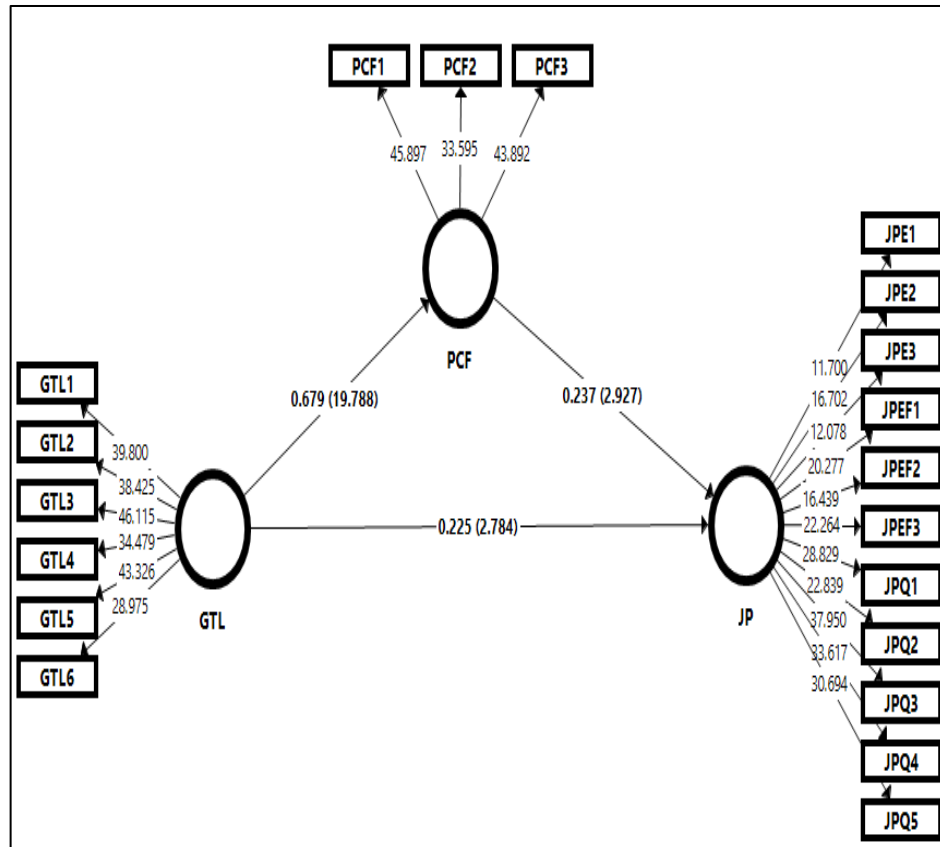 PCF1 PCF2 PCF3
45.897 33.595 43.892
PCF
0.679 (19.788)
0.237 (2.927)
0.225 (2.784)
GTL1
GTL2
GTL3
GTL4
GTL5
GTL6
39.800
38.425
46.115
34.479
43.326
28.975
GTL
JP
11.700
16.702
12.078
20.277
16.439
22.264
28.829
22.839
37.950
33.617
30.694
JPE1
JPE2
JPE3
JPEF1
JPEF2
JPEF3
JPQ1
JPQ2
JPQ3
JPQ4
JPQ5